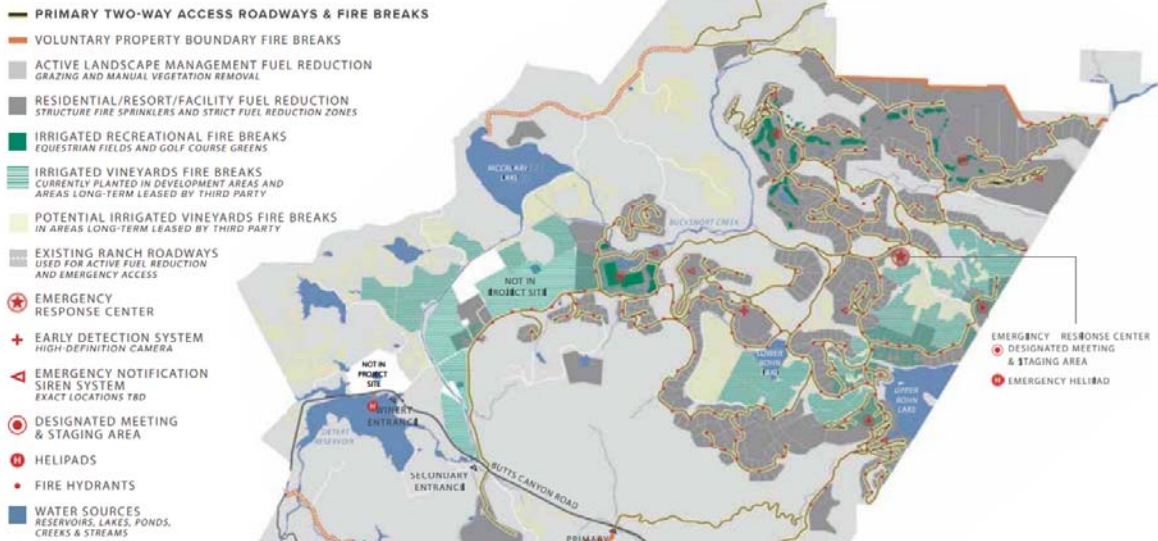 PRIMARY TWO-WAY ACCESS ROADWAYS & FIRE BREAKS
VOLUNTARY PROPERTY BOUNDARY FIRE BREAKS
ACTIVE LANDSCAPE MANAGEMENT FUEL REDUCTION
GRAZING AND MANUAL VEGETATION REMOVAL
RESIDENTIAL/RESORT/FACILITY FUEL REDUCTION
STRUCTURE FIRE SPRINKLERS AND STRICT FUEL REDUCTION ZONES
IRRIGATED RECREATIONAL FIRE BREAKS
EQUESTRIAN FIELDS AND GOLF COURSE GREENS
IRRIGATED VINEYARDS FIRE BREAKS
CURRENTLY PLANTED IN DEVELOPMENT AREAS AND
AREAS LONG-TERM LEASED BY THIRD PARTY
POTENTIAL IRRIGATED VINEYARDS FIRE BREAKS
IN AREAS LONG-TERM LEASED BY THIRD PARTY
EXISTING RANCH ROADWAYS
USED FOR ACTIVE FUEL REDUCTION
AND EMERGENCY ACCESS
EMERGENCY
RESPONSE CENTER
EARLY DETECTION SYSTEM
HIGH-DEFINITION CAMERA
EMERGENCY NOTIFICATION
SIREN SYSTEM
EXACT LOCATIONS TBD
DESIGNATED MEETING
& STAGING AREA
H HELIPADS
FIRE HYDRANTS
WATER SOURCES
RESERVOIRS, LAKES, PONDS,
CREEKS & STREAMS
LAKE
BUCKSNORT CREEK
NOT IN
PROJECT SITE
NOT IN
PROJECT
SITE
H
WINERY
ENTRANCE
DETERT
RESERVOIR
SECONDARY
ENTRANCE
BUTTS CANYON ROAD
PRIMARY
LOWER
BOHN
LAKE
UPPER
BOHN
LAKE
EMERGENCY RESPONSE CENTER
DESIGNATED MEETING
& STAGING AREA
H EMERGENCY HELIPAD